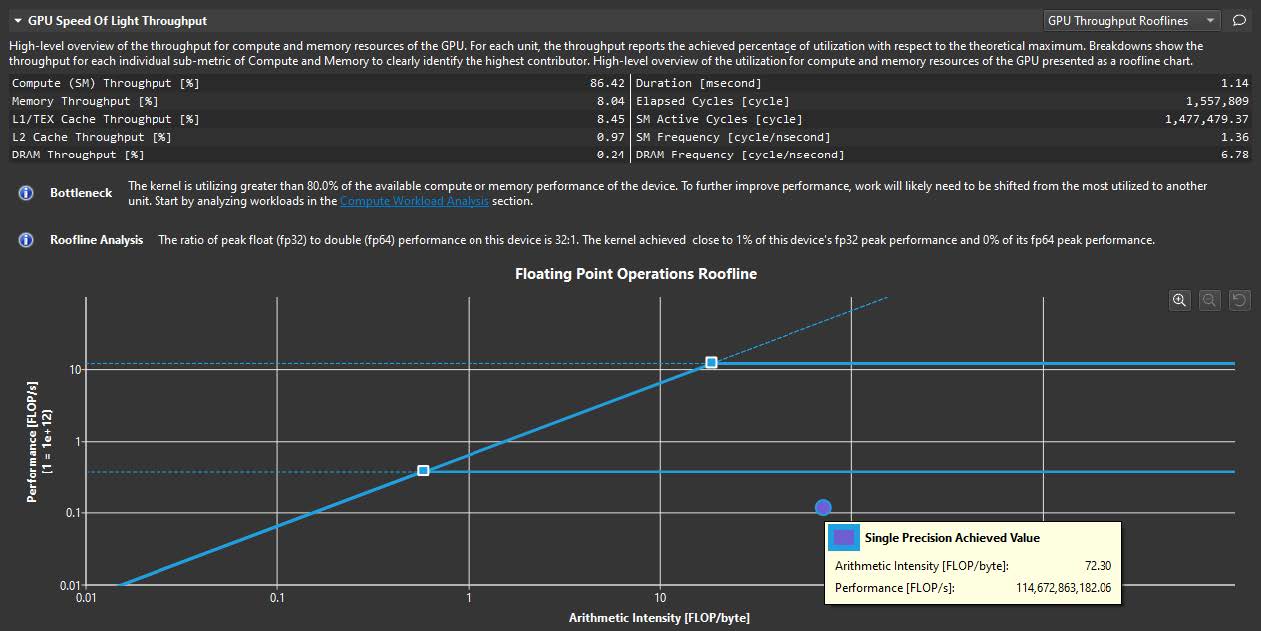 GPU Speed Of Light Throughput
GPU Throughput Rooflines
High-level overview of the throughput for compute and memory resources of the GPU. For each unit, the throughput reports the achieved percentage of utilization with respect to the theoretical maximum. Breakdowns show the
throughput for each individual sub-metric of Compute and Memory to clearly identify the highest contributor. High-level overview of the utilization for compute and memory resources of the GPU presented as a roofline chart.
Compute (SM) Throughput [%] 86.42 Duration [msecond] 1.14
Memory Throughput [%] 8.04 Elapsed Cycles [cycle] 1,557,809
L1/TEX Cache Throughput [%] 8.45 SM Active Cycles [cycle] 1,477,479.37
L2 Cache Throughput [%] 0.97 SM Frequency [cycle/nsecond] 1.36
DRAM Throughput [%] 0.24 DRAM Frequency [cycle/nsecond] 6.78
Bottleneck
The kernel is utilizing greater than 80.0% of the available compute or memory performance of the device. To further improve performance, work will likely need to be shifted from the most utilized to another
unit. Start by analyzing workloads in the Compute Workload Analysis section.
Roofline Analysis The ratio of peak float (fp32) to double (fp64) performance on this device is 32:1. The kernel achieved close to 1% of this device's fp32 peak performance and 0% of its fp64 peak performance.
Floating Point Operations Roofline
Performance [FLOP/s]
[1 = 1e+12]
10
1
0.1
0.01
0.01 0.1 1 10
Arithmetic Intensity [FLOP/byte]
Single Precision Achieved Value
Arithmetic Intensity [FLOP/byte]: 72.30
Performance [FLOP/s]: 114,672,863,182.06